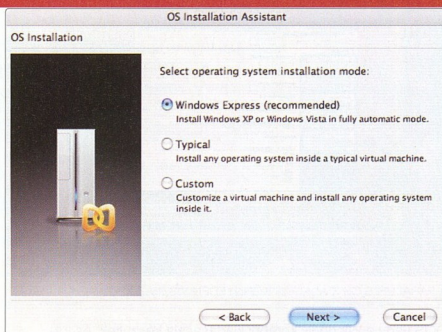 OS Installation Assistant
OS Installation
Select operating system installation mode:
Windows Express (recommended)
Install Windows XP or Windows Vista in fully automatic mode.
Typical
Install any operating system inside a typical virtual machine.
Custom
Customize a virtual machine and install any operating system
inside it.
< Back
Next >
Cancel